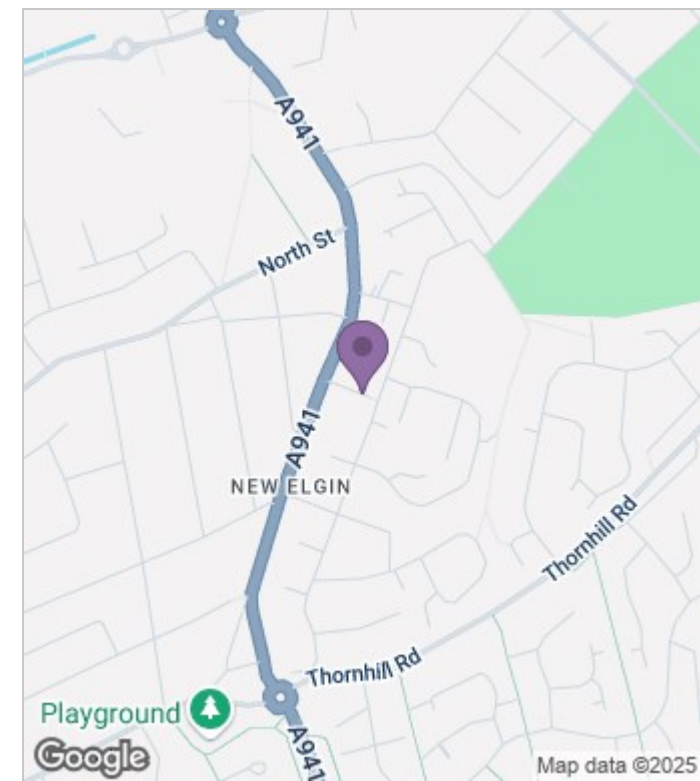 A941
North St
A941
NEW ELGIN
Thornhill Rd
Thornhill Rd
Playground
A941
Google
Map data ©2025